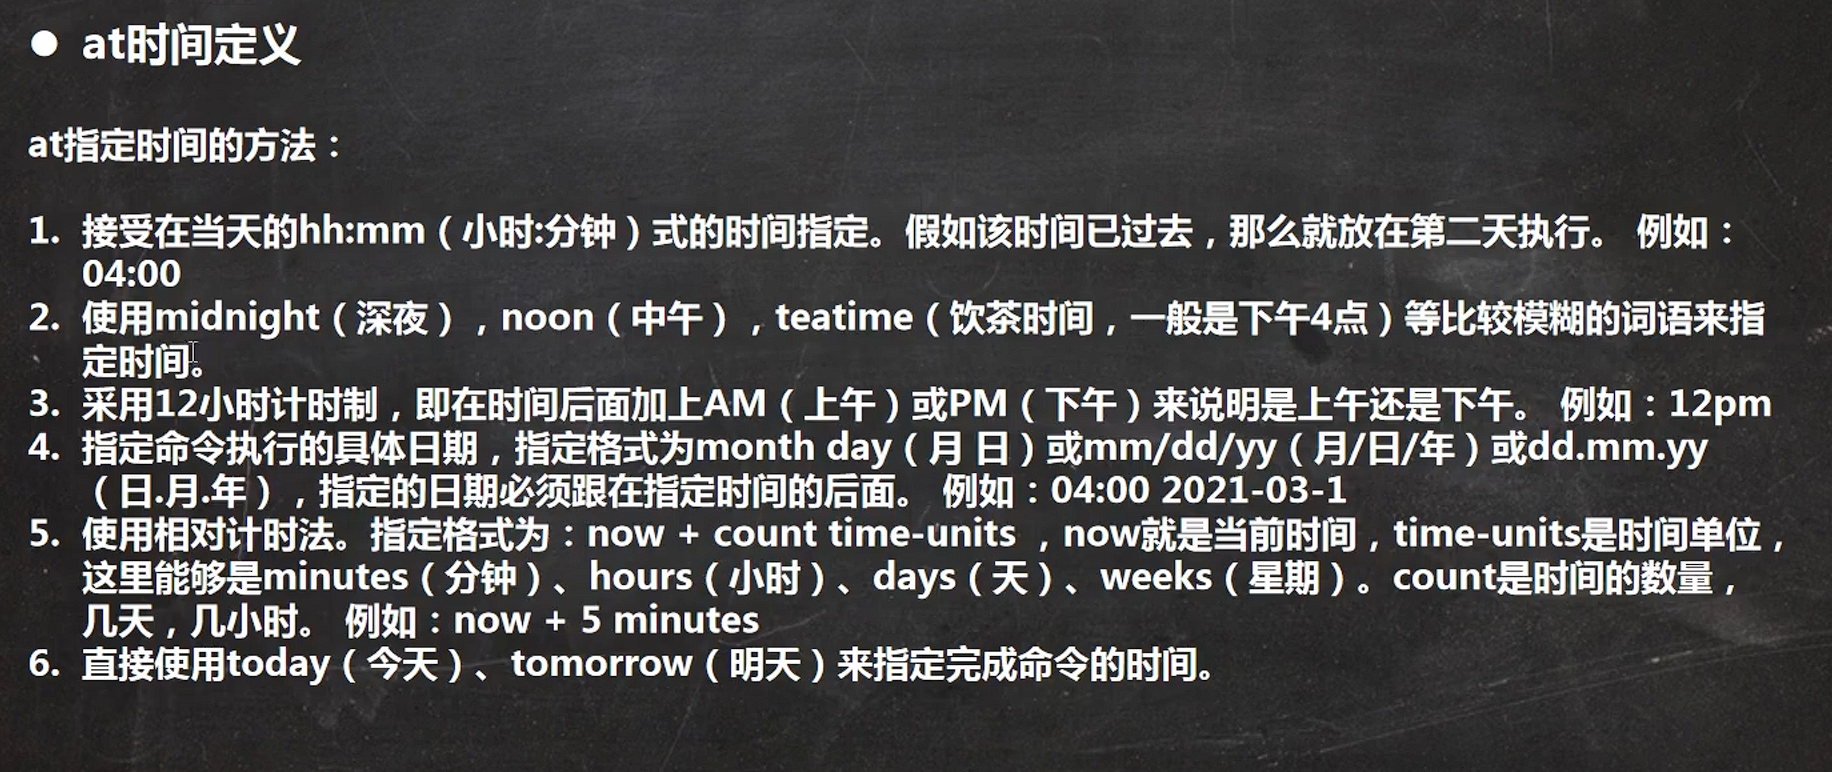 ● at时间定义
at指定时间的方法：
1. 接受在当天的hh:mm（小时:分钟）式的时间指定。假如该时间已过去，那么就放在第二天执行。 例如：
04:00
2. 使用midnight（深夜），noon（中午），teatime（饮茶时间，一般是下午4点）等比较模糊的词语来指
定时间。
3. 采用12小时计时制，即在时间后面加上AM（上午）或PM（下午）来说明是上午还是下午。 例如：12pm
4. 指定命令执行的具体日期，指定格式为month day（月 日）或mm/dd/yy（月/日/年）或dd.mm.yy
（日.月.年），指定的日期必须跟在指定时间的后面。 例如：04:00 2021-03-1
5. 使用相对计时法。指定格式为：now + count time-units ，now就是当前时间，time-units是时间单位，
这里能够是minutes（分钟）、hours（小时）、days（天）、weeks（星期）。count是时间的数量，
几天，几小时。 例如：now + 5 minutes
6. 直接使用today（今天）、tomorrow（明天）来指定完成命令的时间。